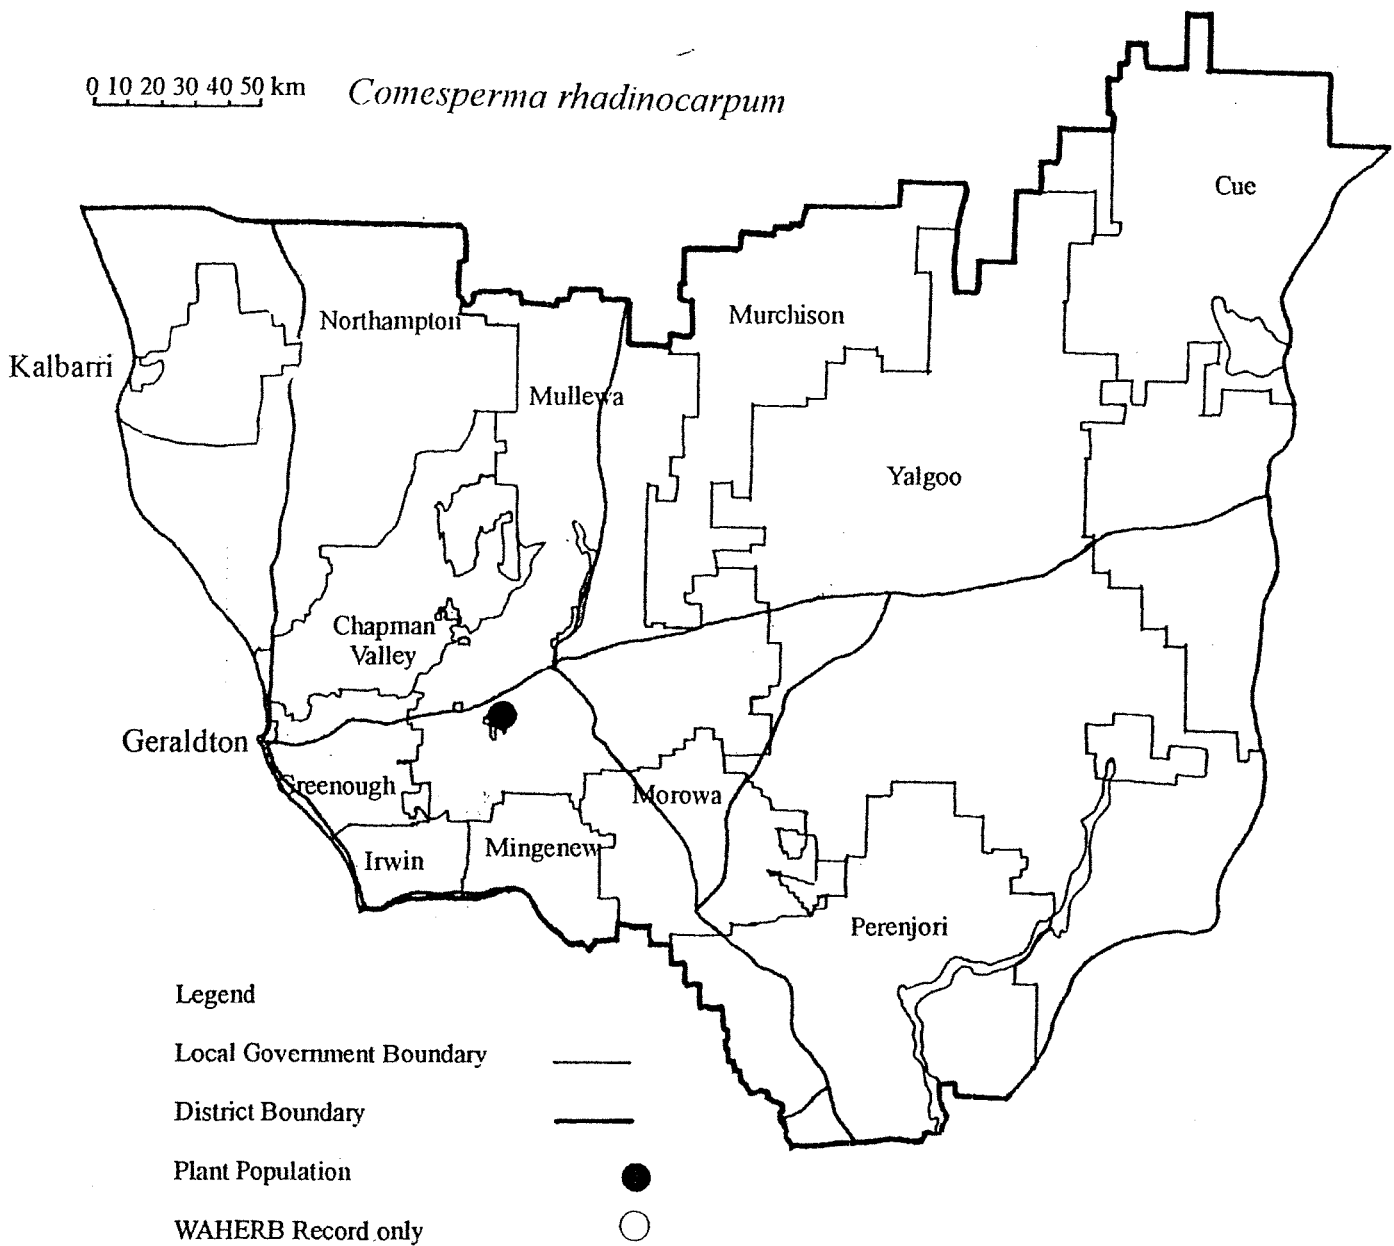 0 10 20 30 40 50 km
Comesperma rhadinocarpum
Cue
Northampton
Murchison
Kalbarri
Mullewa
Yalgoo
Chapman
Valley
Geraldton
Greenough
Morowa
Irwin
Mingenew
Perenjori
Legend
Local Government Boundary
District Boundary
Plant Population
WAHERB Record only